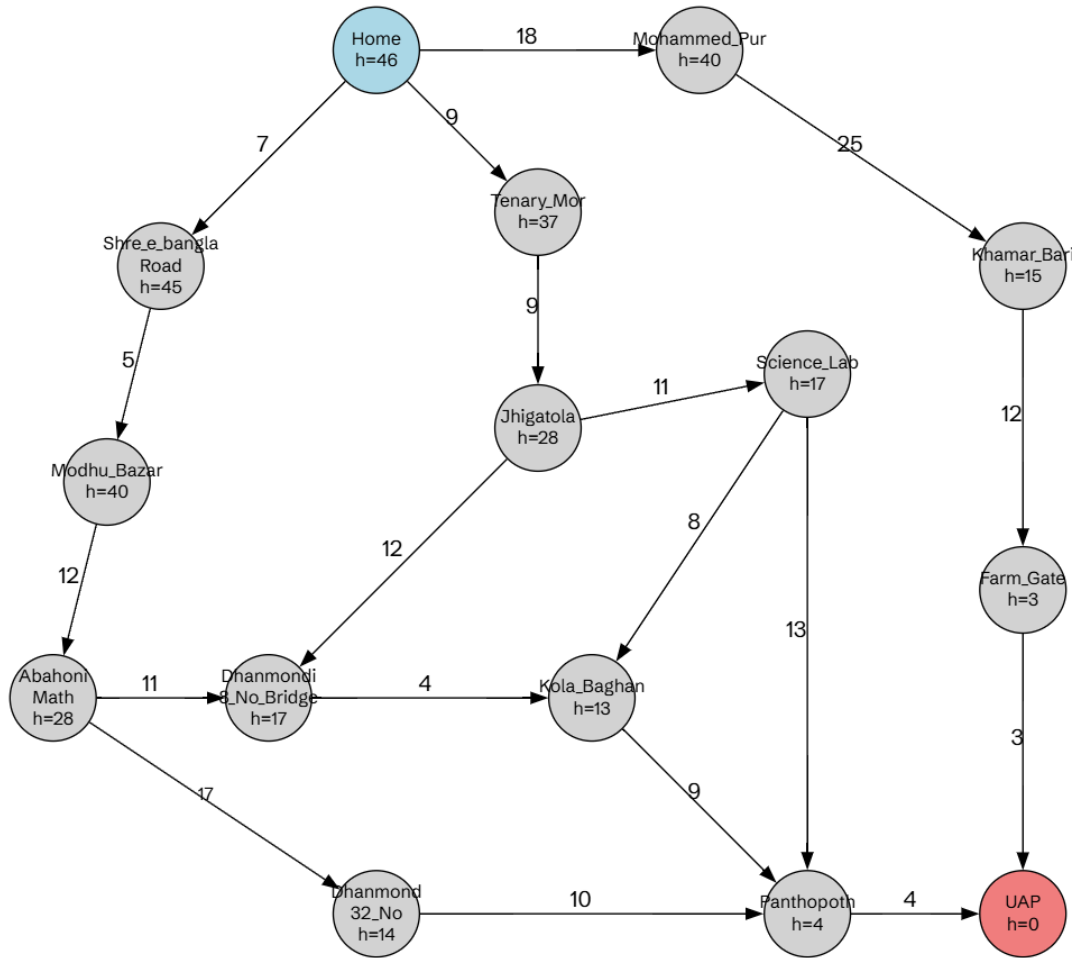 Home
h=46
18
Mohammed_Pur
h=40
9
7
25
Tenary_Mor
h=37
Shre_e_bangla
Road
h=45
Khamar_Bari
h=15
9
5
Science_Lab
h=17
11
12
Jhigatola
h=28
Modhu_Bazar
h=40
8
12
12
Farm_Gate
h=3
13
Abahoni
Math
h=28
11
Dhanmondi
8_No_Bridge
h=17
4
Kola_Baghan
h=13
3
17
9
Dhanmond
32_No
h=14
10
Panthopoth
h=4
4
UAP
h=0